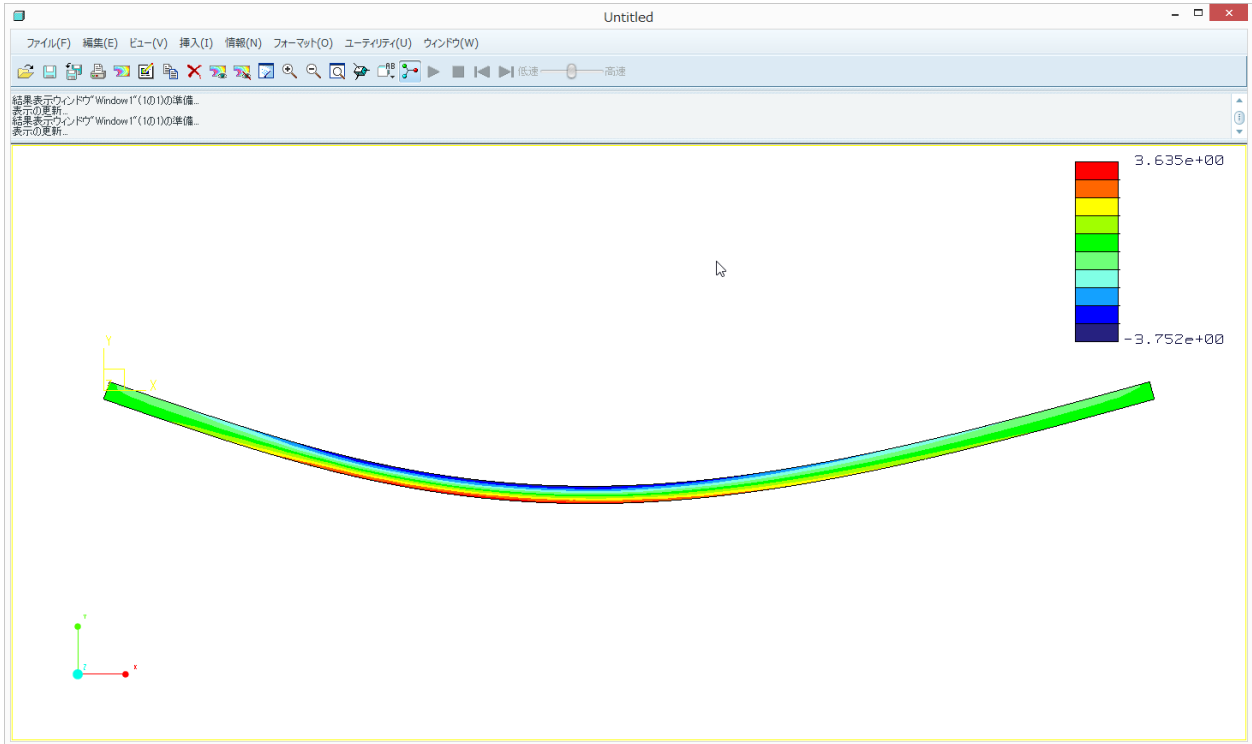 Untitled
ファイル(F) 編集(E) ビュー(V) 挿入(I) 情報(N) フォーマット(O) ユーティリティ(U) ウィンドウ(W)
低速 高速
結果表示ウィンドウ"Window1"(1の1)の準備...
表示の更新...
結果表示ウィンドウ"Window1"(1の1)の準備...
表示の更新...
3.635e+00
-3.752e+00
Y
X
Y
Z
X